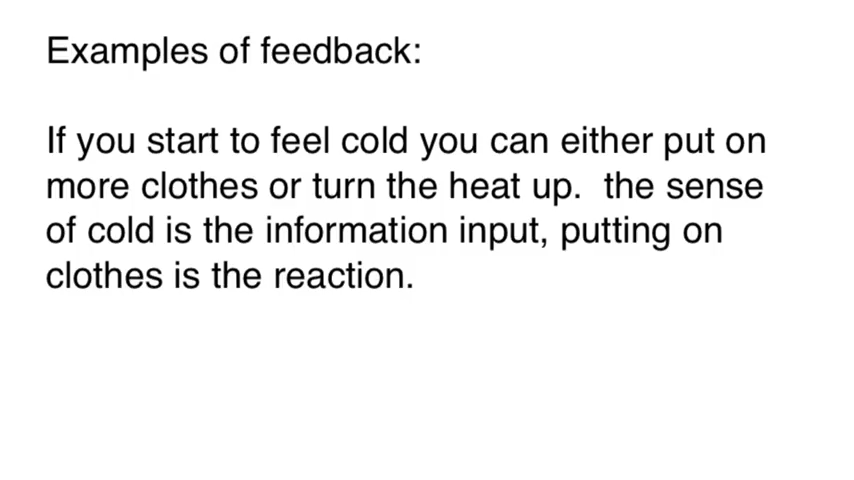 Examples of feedback:
If you start to feel cold you can either put on
more clothes or turn the heat up.  the sense
of cold is the information input, putting on
clothes is the reaction.